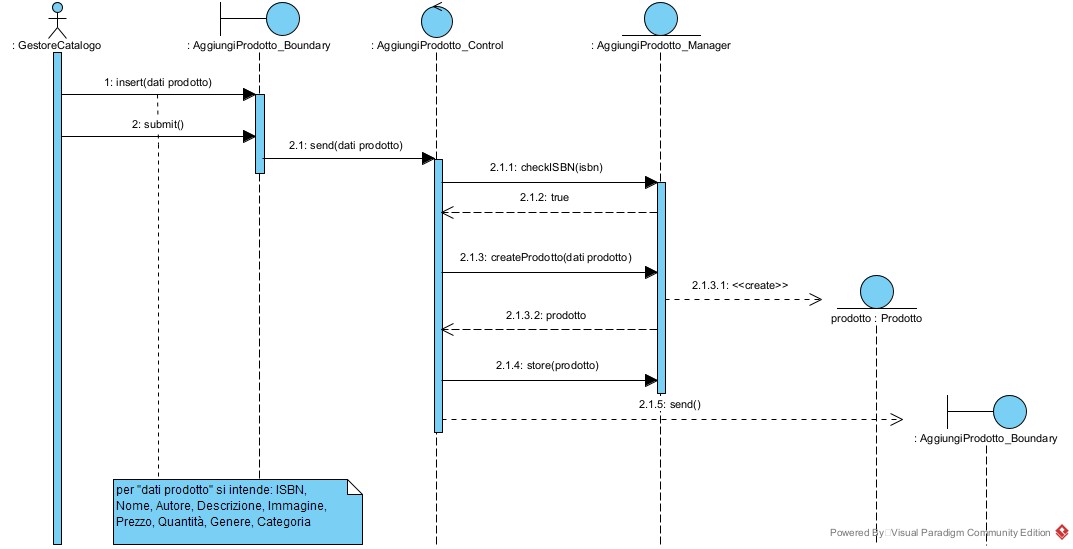 : GestoreCatalogo
: AggiungiProdotto_Boundary
: AggiungiProdotto_Control
: AggiungiProdotto_Manager
1: insert(dati prodotto)
2: submit()
2.1: send(dati prodotto)
2.1.1: checkISBN(isbn)
2.1.2: true
2.1.3: createProdotto(dati prodotto)
2.1.3.1: <<create>>
prodotto : Prodotto
2.1.3.2: prodotto
2.1.4: store(prodotto)
2.1.5: send()
: AggiungiProdotto_Boundary
per "dati prodotto" si intende: ISBN,
Nome, Autore, Descrizione, Immagine,
Prezzo, Quantità, Genere, Categoria
Powered By Visual Paradigm Community Edition